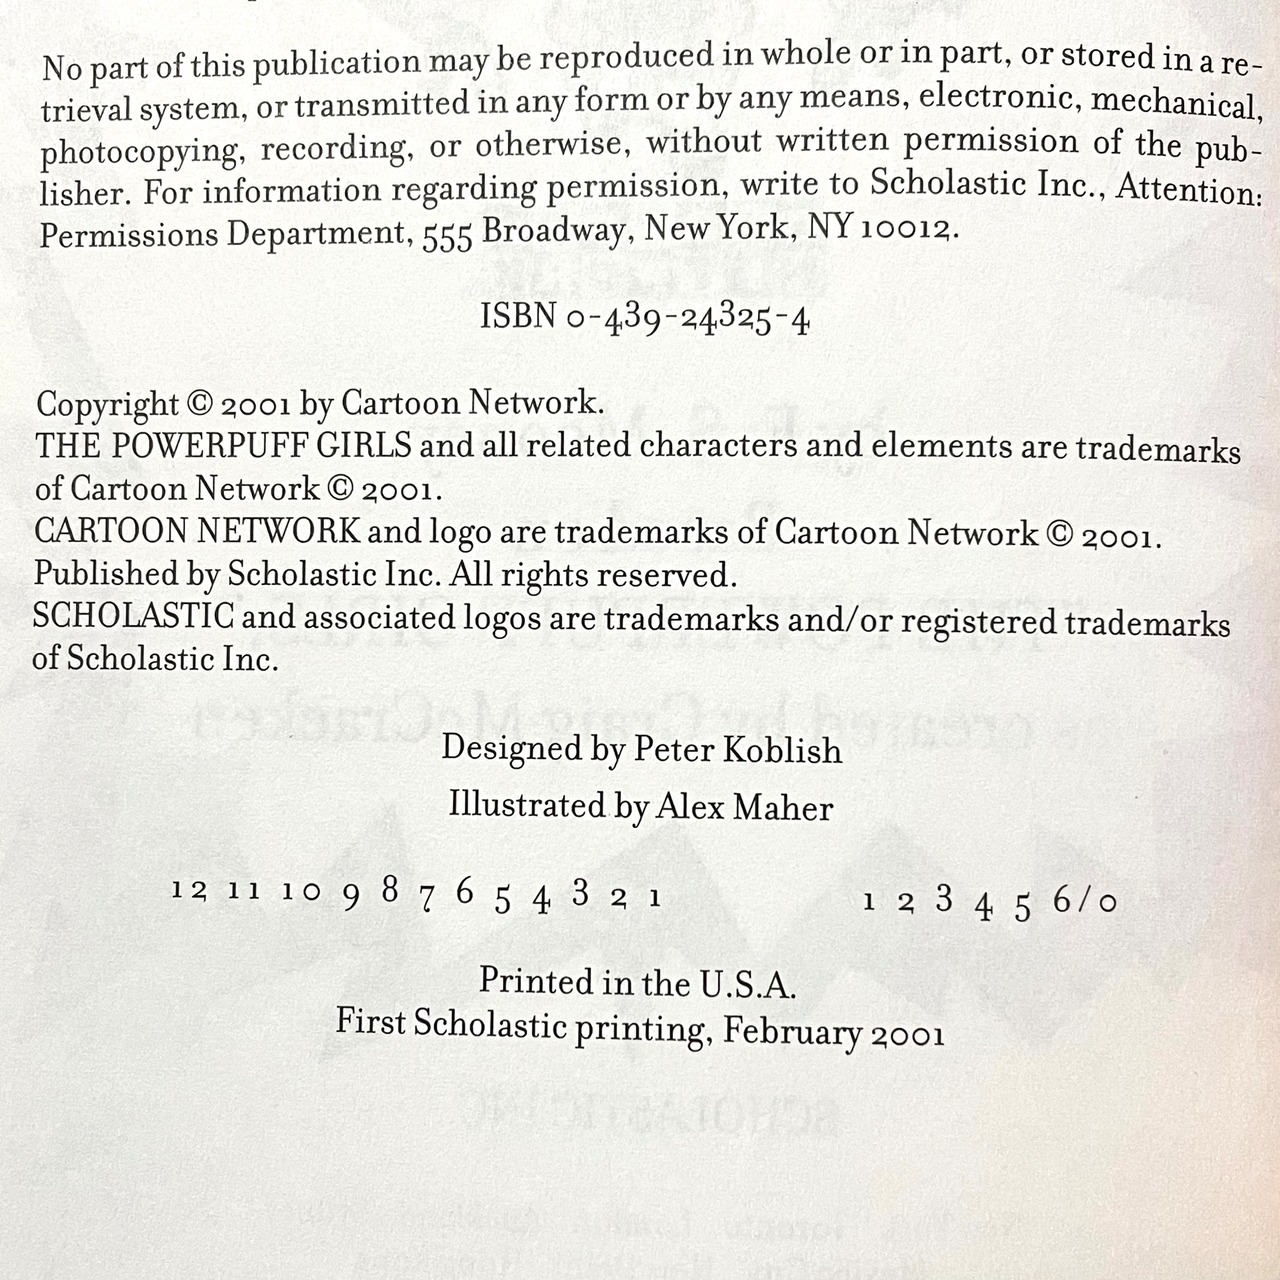 No part of this publication may be reproduced in whole or in part, or stored in a re-
trieval system, or transmitted in any form or by any means, electronic, mechanical,
photocopying, recording, or otherwise, without written permission of the pub-
lisher. For information regarding permission, write to Scholastic Inc., Attention:
Permissions Department, 555 Broadway, New York, NY 10012.
ISBN 0-439-24325-4
Copyright © 2001 by Cartoon Network.
THE POWERPUFF GIRLS and all related characters and elements are trademarks
of Cartoon Network © 2001.
CARTOON NETWORK and logo are trademarks of Cartoon Network © 2001.
Published by Scholastic Inc. All rights reserved.
SCHOLASTIC and associated logos are trademarks and/or registered trademarks
of Scholastic Inc.
Designed by Peter Koblish
Illustrated by Alex Maher
12 11 10 9 8 7 6 5 4 3 2 1 1 2 3 4 5 6/0
Printed in the U.S.A.
First Scholastic printing, February 2001